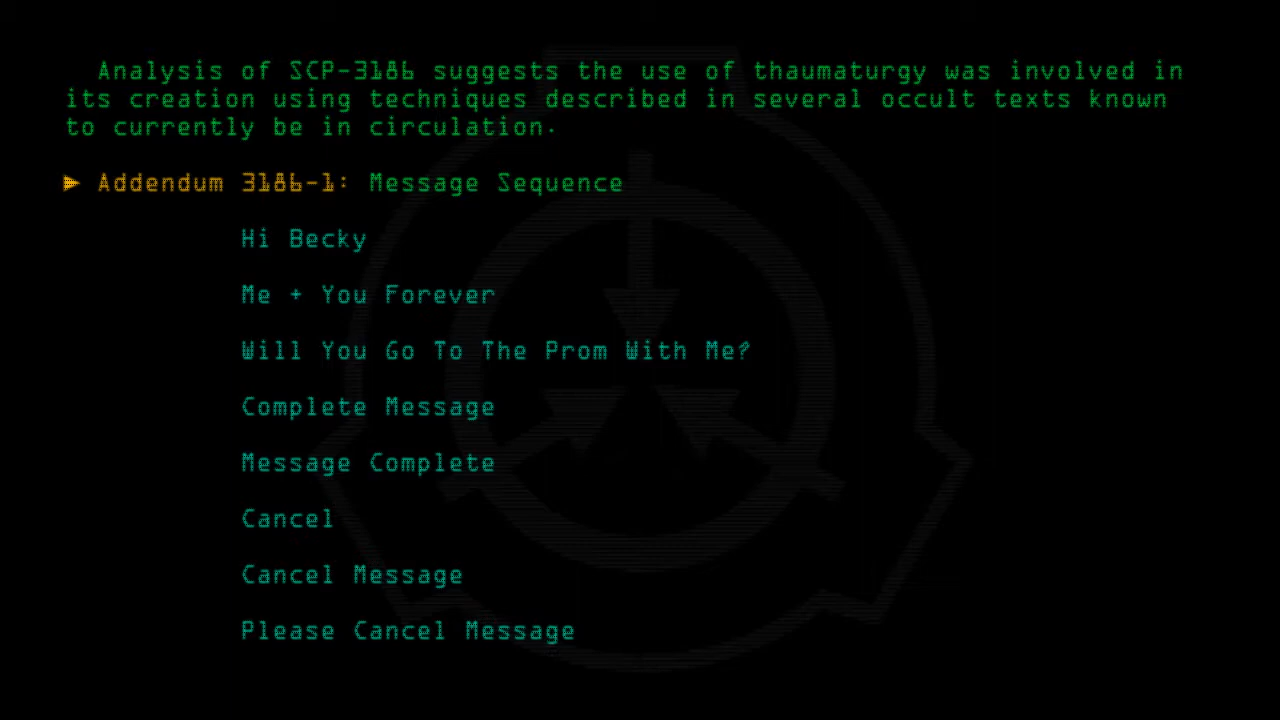 Analysis of SCP-3186 suggests the use of thaumaturgy was involved in
its creation using techniques described in several occult texts known
to currently be in circulation.
► Addendum 3186-1: Message Sequence
Hi Becky
Me + You Forever
Will You Go To The Prom With Me?
Complete Message
Message Complete
Cancel
Cancel Message
Please Cancel Message